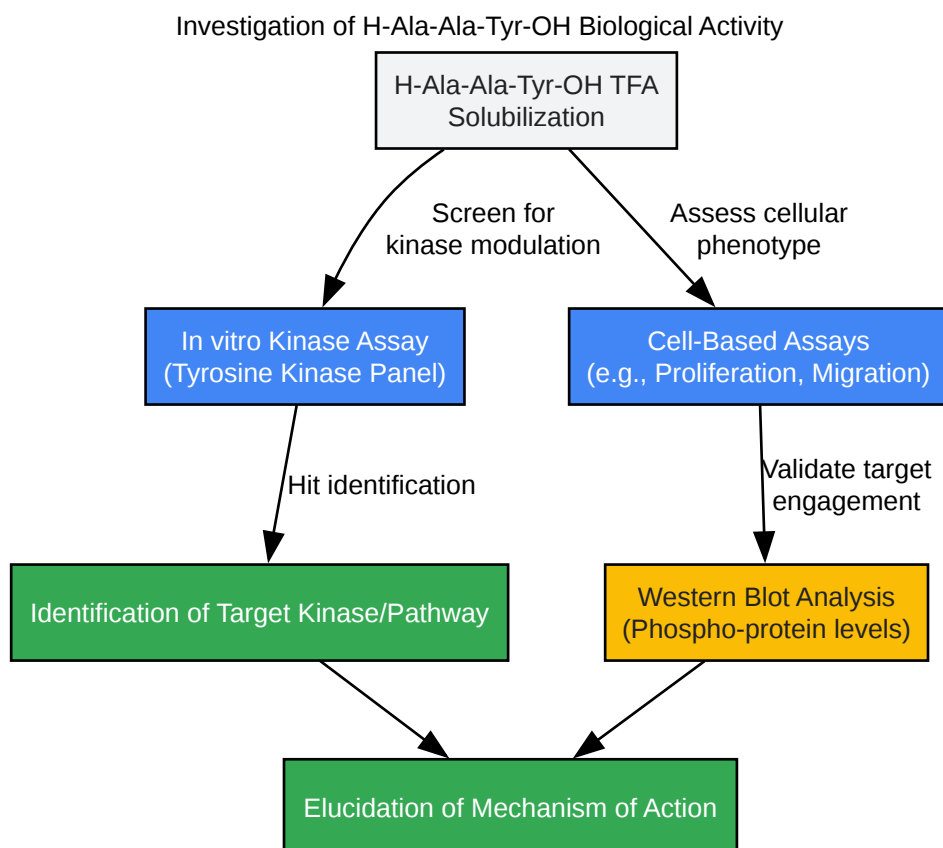 Investigation of H-Ala-Ala-Tyr-OH Biological Activity
H-Ala-Ala-Tyr-OH TFA
Solubilization
Screen for
kinase modulation
Assess cellular
phenotype
In vitro Kinase Assay
(Tyrosine Kinase Panel)
Cell-Based Assays
(e.g., Proliferation, Migration)
Hit identification
Validate target
engagement
Identification of Target Kinase/Pathway
Western Blot Analysis
(Phospho-protein levels)
Elucidation of Mechanism of Action